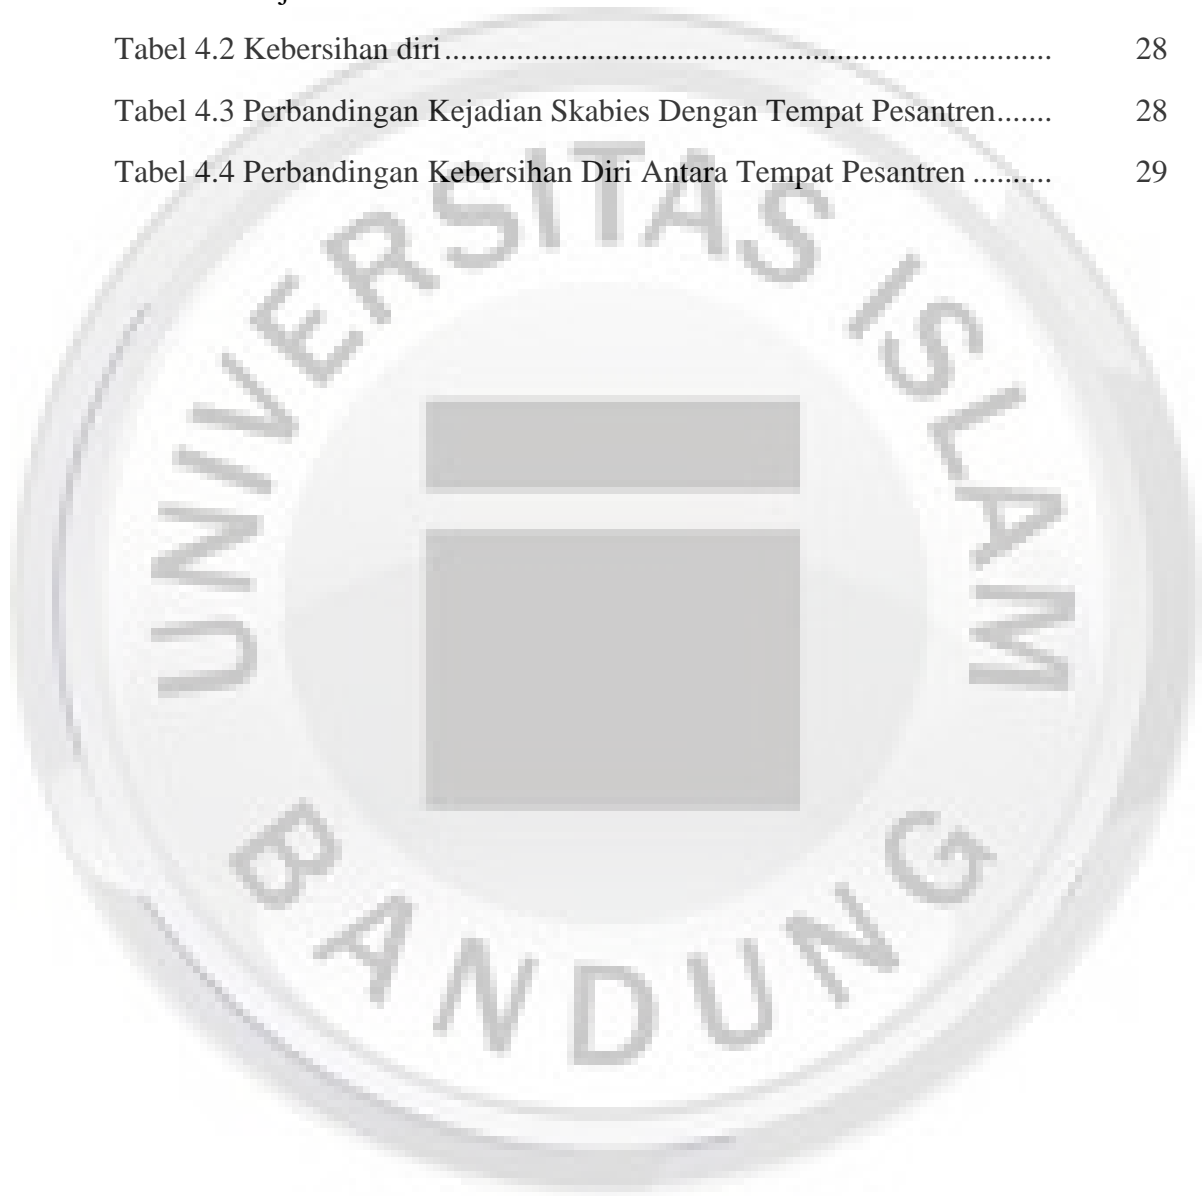 Tabel 4.2 Kebersihan diri........................................................................... 28
Tabel 4.3 Perbandingan Kejadian Skabies Dengan Tempat Pesantren....... 28
Tabel 4.4 Perbandingan Kebersihan Diri Antara Tempat Pesantren .......... 29
UNIVERSITAS ISLAM
BANDUNG